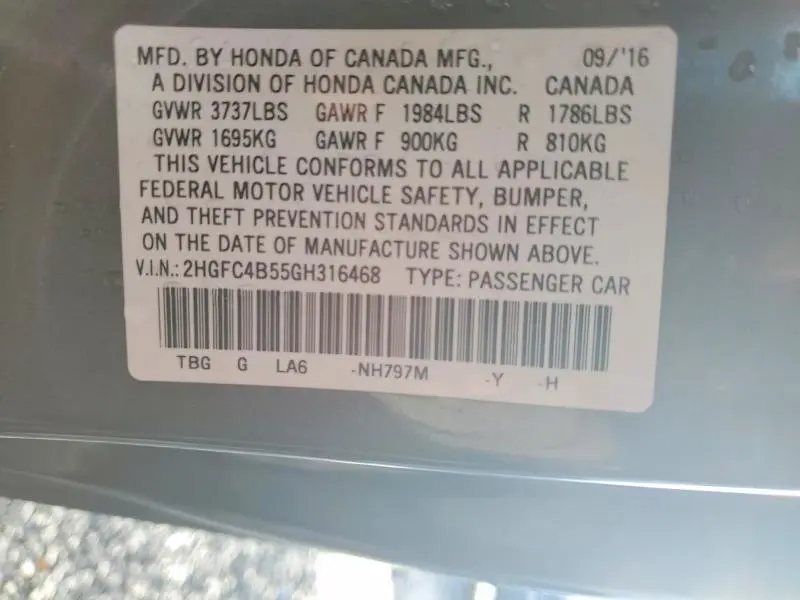 MFD. BY HONDA OF CANADA MFG., 09/'16
A DIVISION OF HONDA CANADA INC. CANADA
GVWR 3737LBS GAWR F 1984LBS R 1786LBS
GVWR 1695KG GAWR F 900KG R 810KG
THIS VEHICLE CONFORMS TO ALL APPLICABLE
FEDERAL MOTOR VEHICLE SAFETY, BUMPER,
AND THEFT PREVENTION STANDARDS IN EFFECT
ON THE DATE OF MANUFACTURE SHOWN ABOVE.
V.I.N.: 2HGFC4B55GH316468 TYPE: PASSENGER CAR
TBG G LA6 -NH797M -Y -H